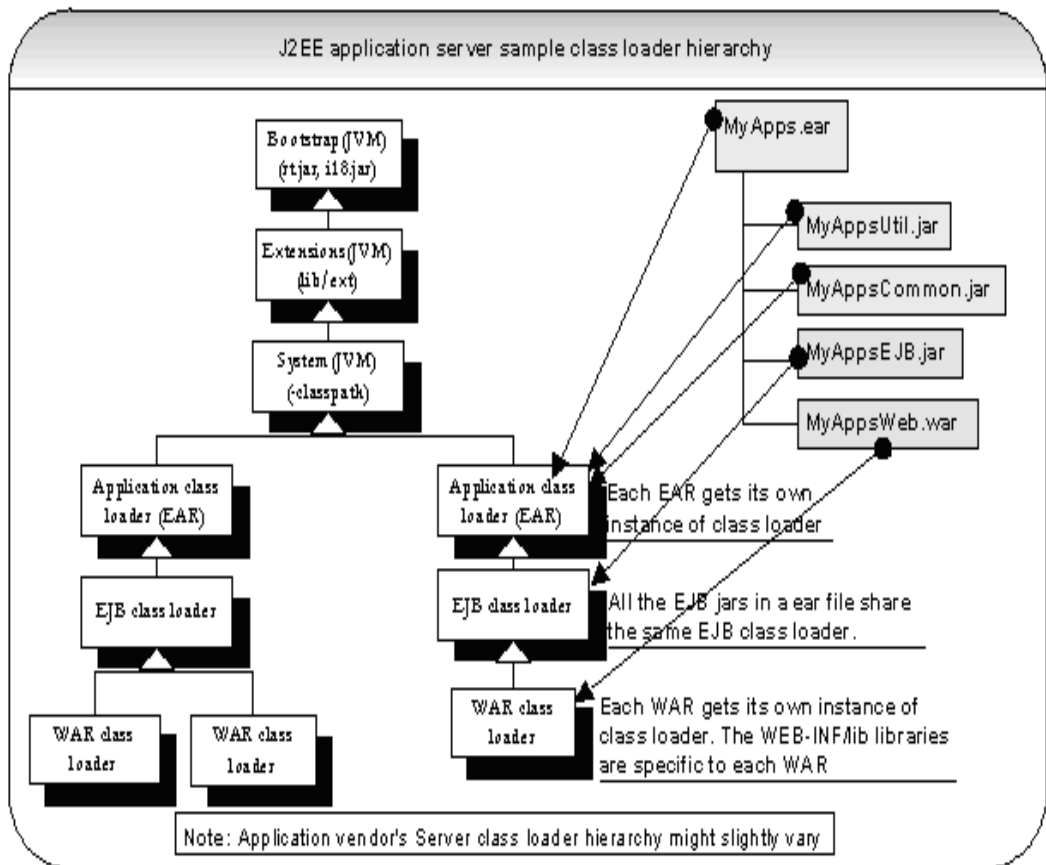 J2EE application server sample class loader hierarchy
Bootstrap (JVM)
(rt.jar, i18.jar)
Extensions (JVM)
(lib/ext)
System (JVM)
(-classpath)
Application class
loader (EAR)
EJB class loader
WAR class
loader
WAR class
loader
Application class
loader (EAR)
EJB class loader
WAR class
loader
MyApps.ear
MyAppsUtil.jar
MyAppsCommon.jar
MyAppsEJB.jar
MyAppsWeb.war
Each EAR gets its own
instance of class loader
All the EJB jars in a ear file share
the same EJB class loader.
Each WAR gets its own instance of
class loader. The WEB-INF/lib libraries
are specific to each WAR
Note: Application vendor's Server class loader hierarchy might slightly vary